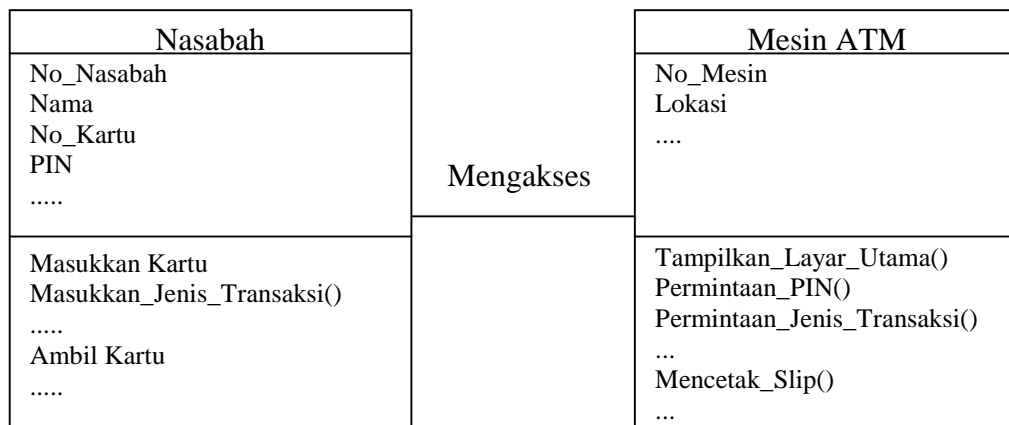 Nasabah
No_Nasabah
Nama
No_Kartu
PIN
.....
Masukkan Kartu
Masukkan_Jenis_Transaksi()
.....
Ambil Kartu
.....
Mengakses
Mesin ATM
No_Mesin
Lokasi
....
Tampilkan_Layar_Utama()
Permintaan_PIN()
Permintaan_Jenis_Transaksi()
...
Mencetak_Slip()
...